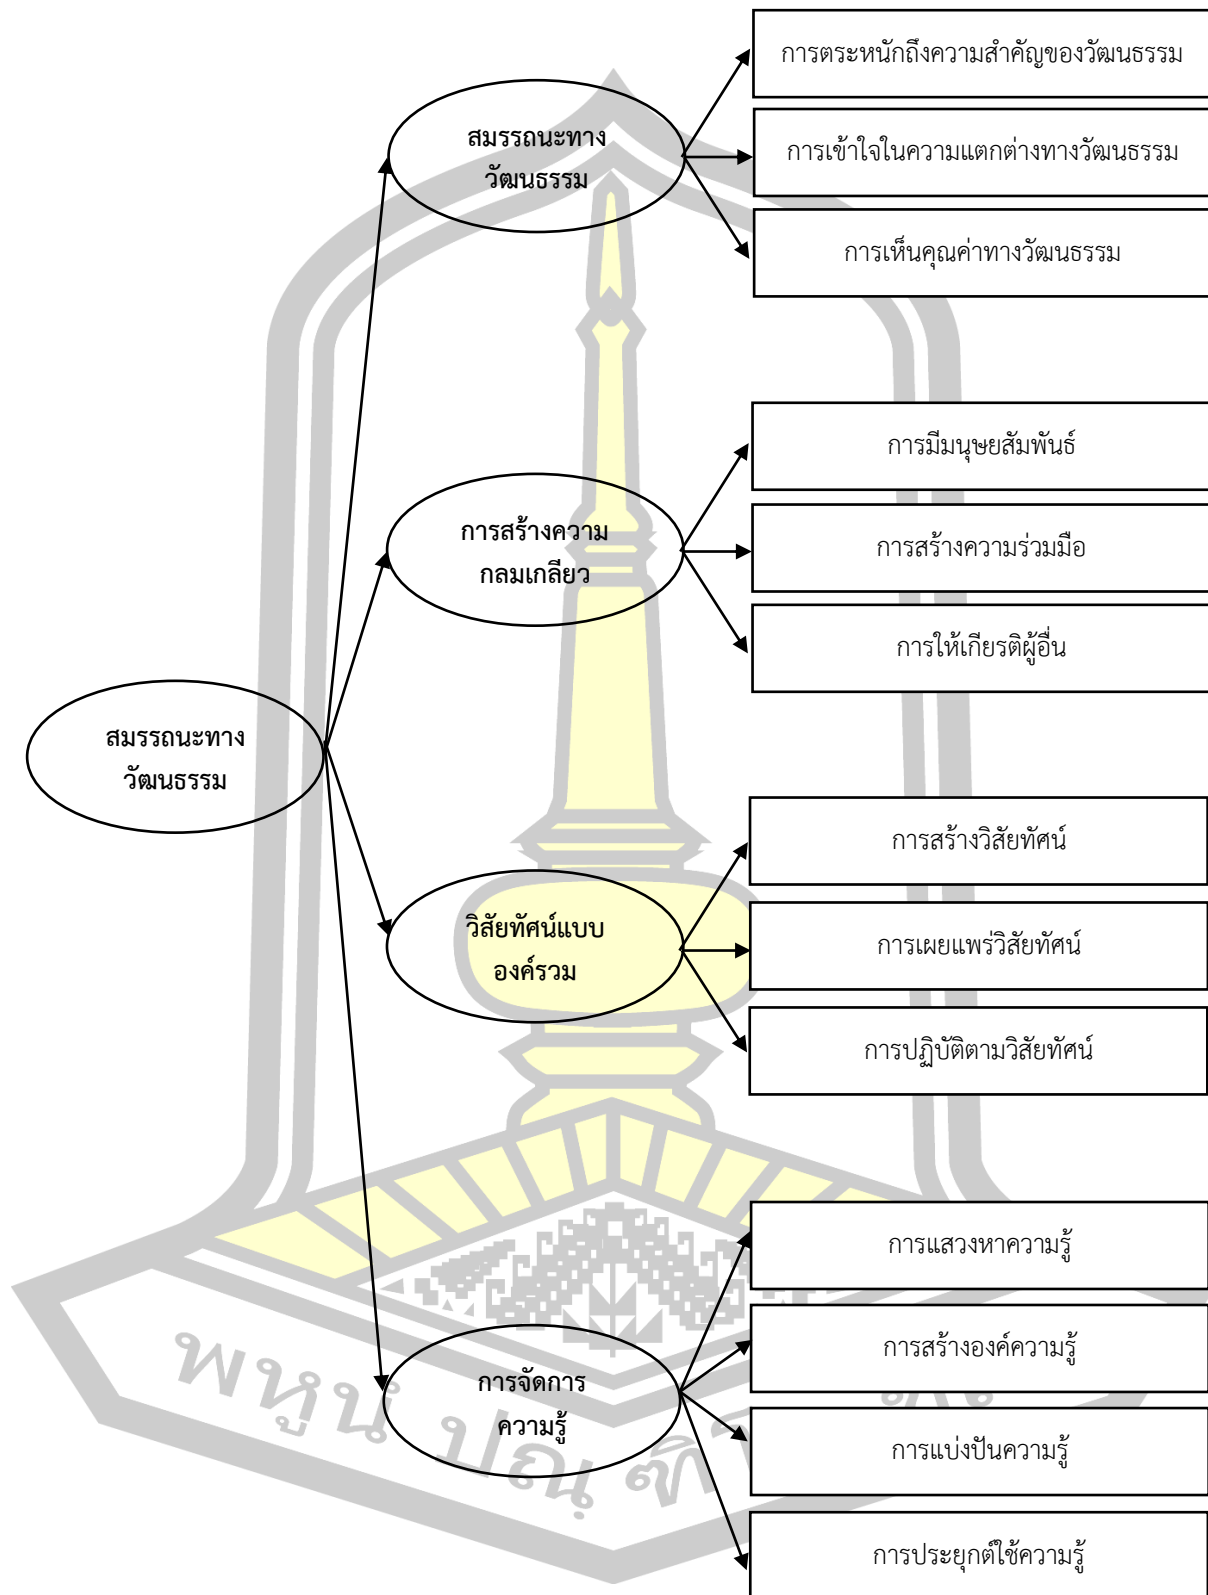 การตระหนักถึงความสำคัญของวัฒนธรรม
สมรรถนะทาง
วัฒนธรรม
การเข้าใจในความแตกต่างทางวัฒนธรรม
การเห็นคุณค่าทางวัฒนธรรม
การมีมนุษยสัมพันธ์
การสร้างความ
กลมเกลียว
การสร้างความร่วมมือ
การให้เกียรติผู้อื่น
สมรรถนะทาง
วัฒนธรรม
การสร้างวิสัยทัศน์
วิสัยทัศน์แบบ
องค์รวม
การเผยแพร่วิสัยทัศน์
การปฏิบัติตามวิสัยทัศน์
การแสวงหาความรู้
การสร้างองค์ความรู้
การจัดการ
ความรู้
การแบ่งปันความรู้
การประยุกต์ใช้ความรู้
พหูนํ ปณฺ